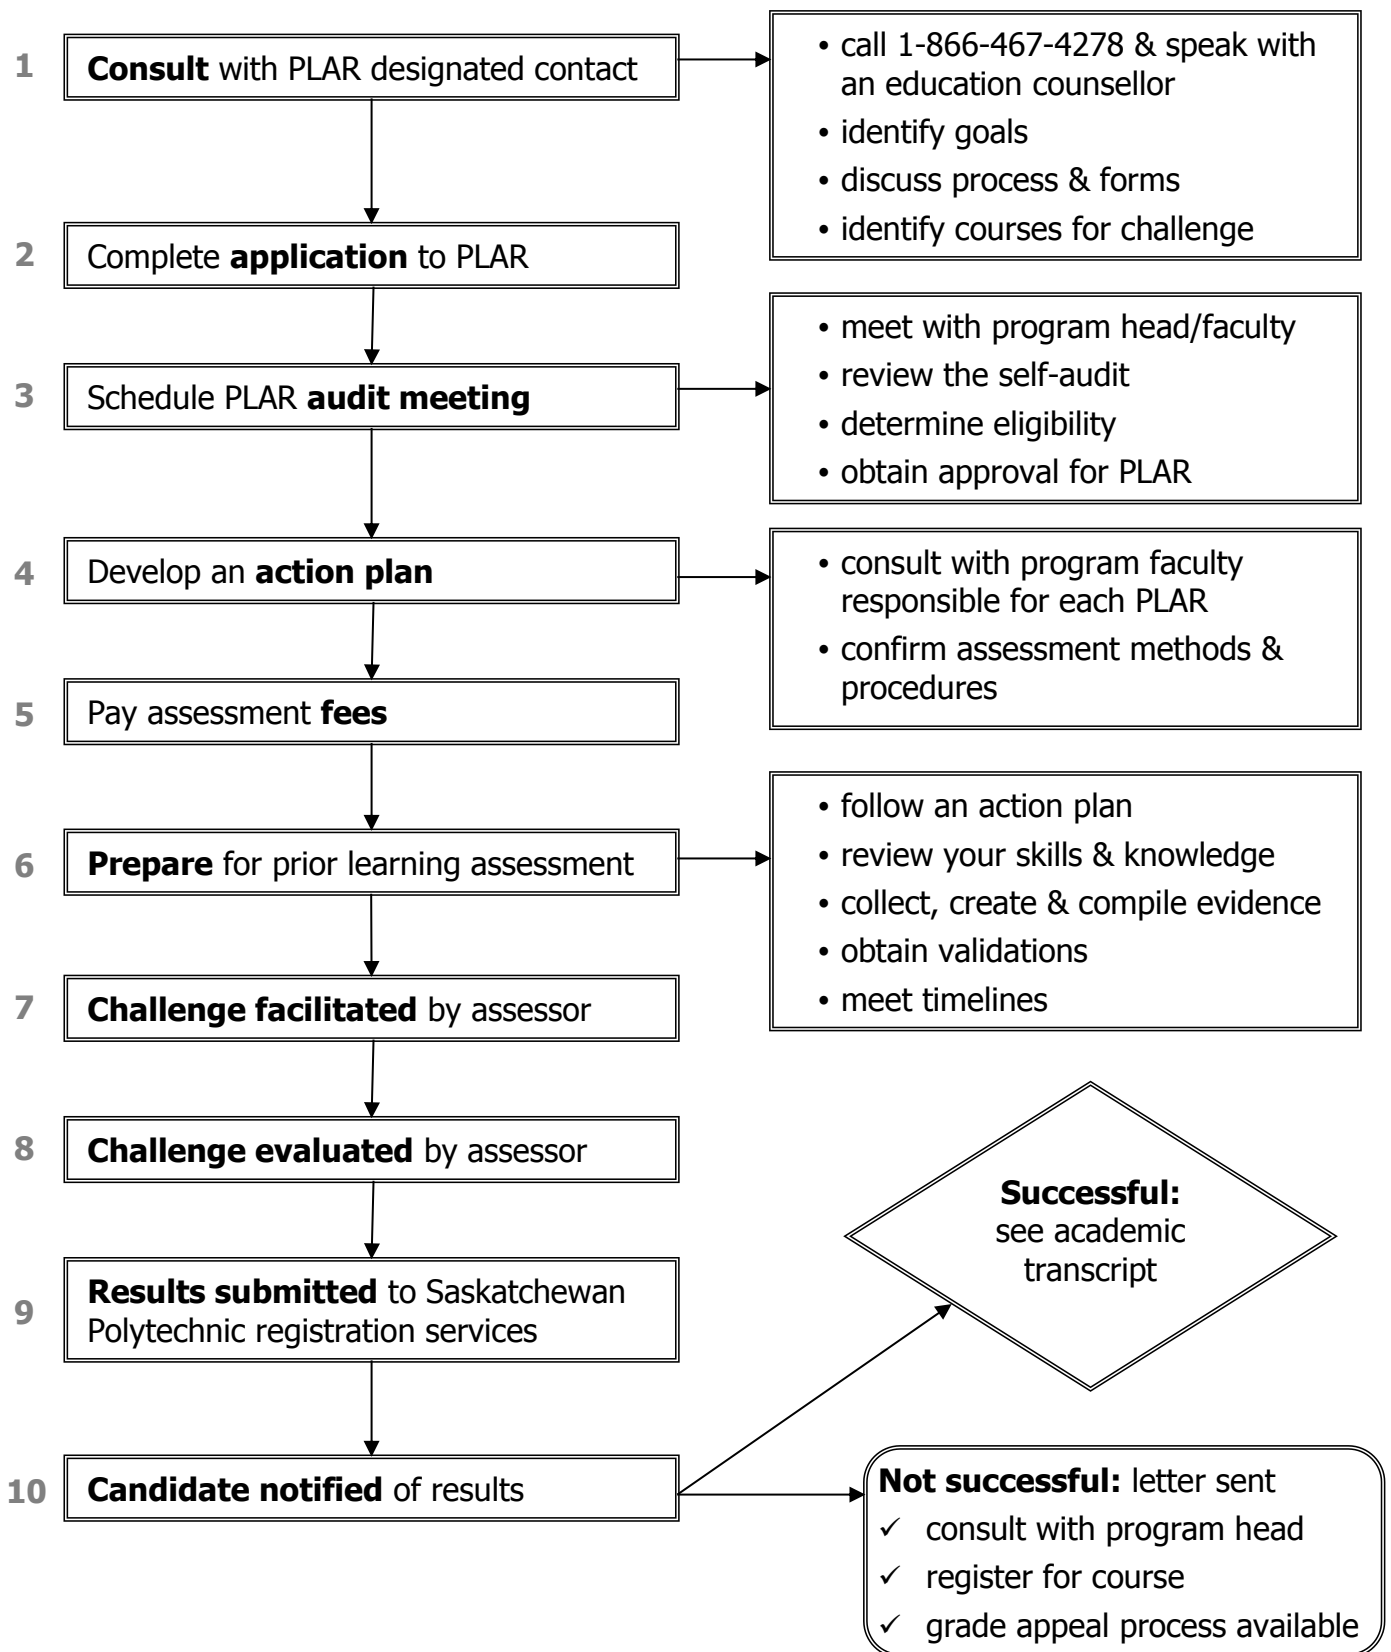 1
Consult with PLAR designated contact
• call 1-866-467-4278 & speak with
an education counsellor
• identify goals
• discuss process & forms
• identify courses for challenge
2
Complete application to PLAR
3
Schedule PLAR audit meeting
• meet with program head/faculty
• review the self-audit
• determine eligibility
• obtain approval for PLAR
4
Develop an action plan
• consult with program faculty
responsible for each PLAR
• confirm assessment methods &
procedures
5
Pay assessment fees
6
Prepare for prior learning assessment
• follow an action plan
• review your skills & knowledge
• collect, create & compile evidence
• obtain validations
• meet timelines
7
Challenge facilitated by assessor
8
Challenge evaluated by assessor
9
Results submitted to Saskatchewan
Polytechnic registration services
10
Candidate notified of results
Successful:
see academic
transcript
Not successful: letter sent
✓ consult with program head
✓ register for course
✓ grade appeal process available